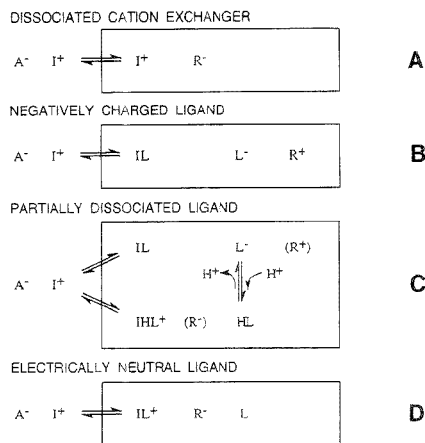 DISSOCIATED CATION EXCHANGER
A⁻ I⁺ I⁺ R⁻ A
NEGATIVELY CHARGED LIGAND
A⁻ I⁺ IL L⁻ R⁺ B
PARTIALLY DISSOCIATED LIGAND
IL L⁻ (R⁺)
H⁺ H⁺
A⁻ I⁺ C
IHL⁺ (R⁻) HL
ELECTRICALLY NEUTRAL LIGAND
A⁻ I⁺ IL⁺ R⁻ L D